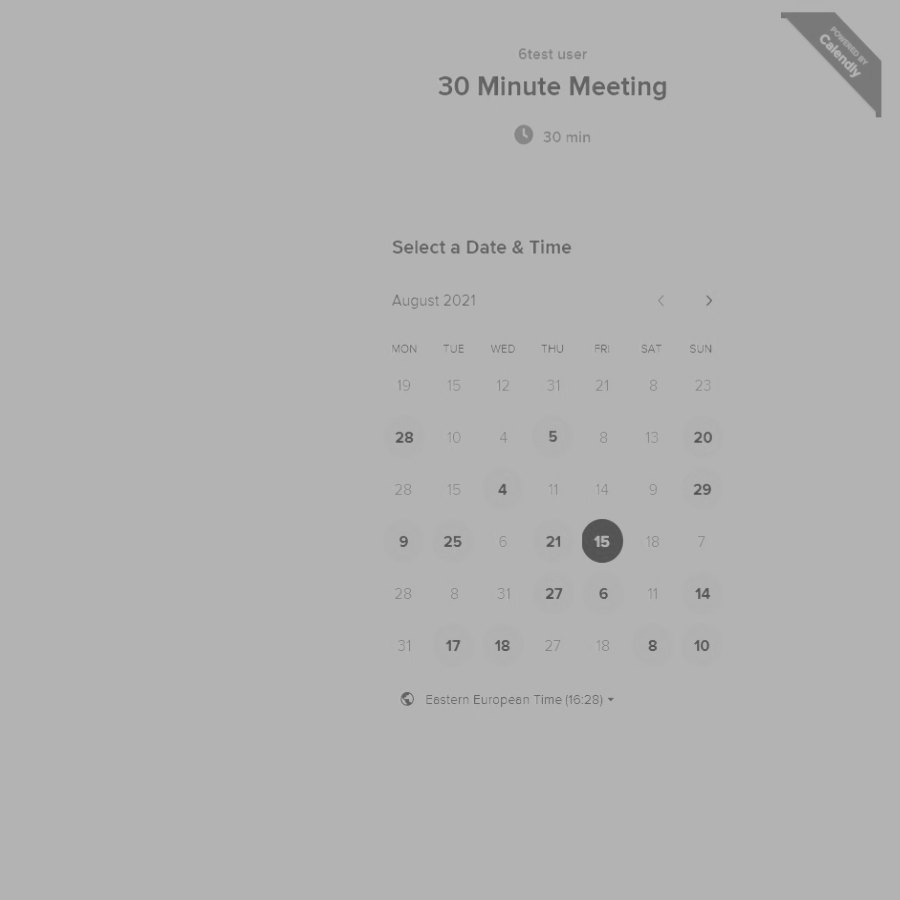 POWERED BY
Calendly
6test user
30 Minute Meeting
30 min
Select a Date & Time
August 2021
MON TUE WED THU FRI SAT SUN
19 15 12 31 21 8 23
28 10 4 5 8 13 20
28 15 4 11 14 9 29
9 25 6 21 15 18 7
28 8 31 27 6 11 14
31 17 18 27 18 8 10
Eastern European Time (16:28)